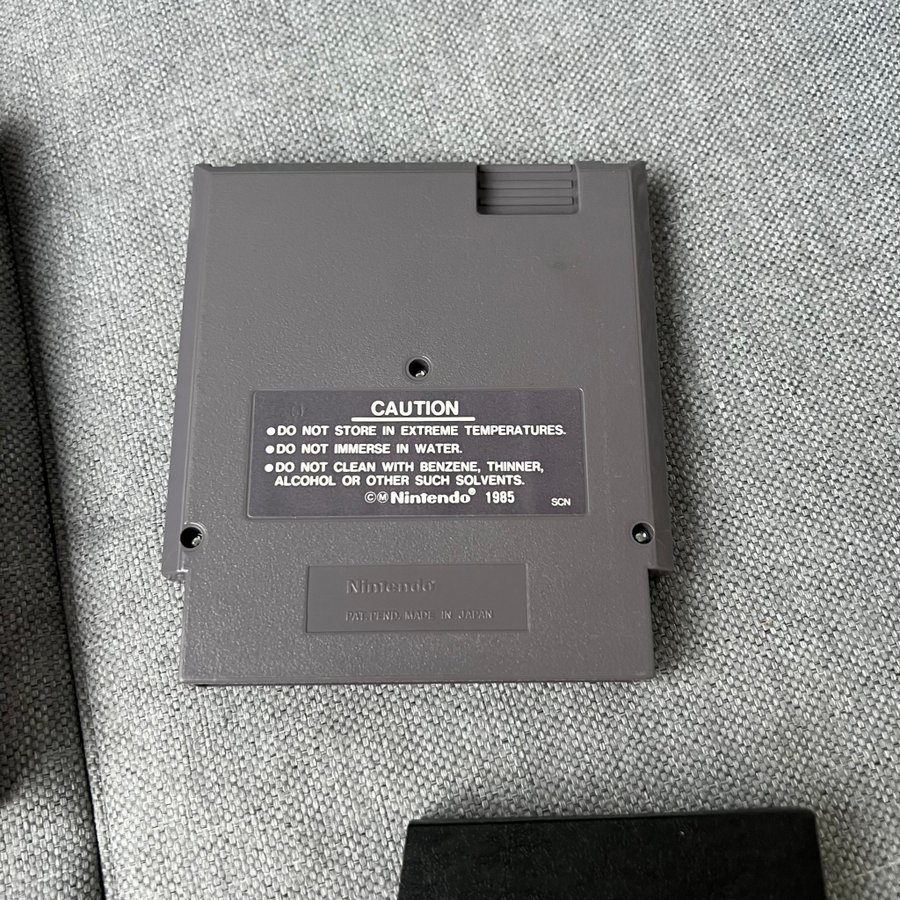 CAUTION
●DO NOT STORE IN EXTREME TEMPERATURES.
●DO NOT IMMERSE IN WATER.
●DO NOT CLEAN WITH BENZENE, THINNER,
ALCOHOL OR OTHER SUCH SOLVENTS.
©Ⓜ Nintendo® 1985
SCN
Nintendo®
PAT. PEND. MADE IN JAPAN